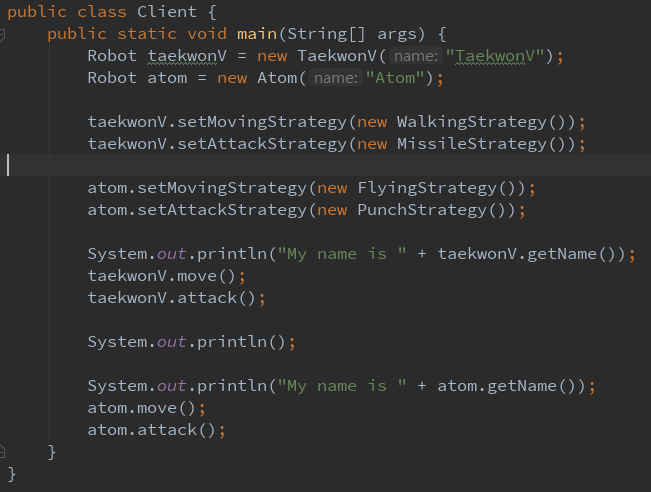 public class Client {
    public static void main(String[] args) {
        Robot taekwonV = new TaekwonV( name: "TaekwonV");
        Robot atom = new Atom( name: "Atom");

        taekwonV.setMovingStrategy(new WalkingStrategy());
        taekwonV.setAttackStrategy(new MissileStrategy());

        atom.setMovingStrategy(new FlyingStrategy());
        atom.setAttackStrategy(new PunchStrategy());

        System.out.println("My name is " + taekwonV.getName());
        taekwonV.move();
        taekwonV.attack();

        System.out.println();

        System.out.println("My name is " + atom.getName());
        atom.move();
        atom.attack();
    }
}